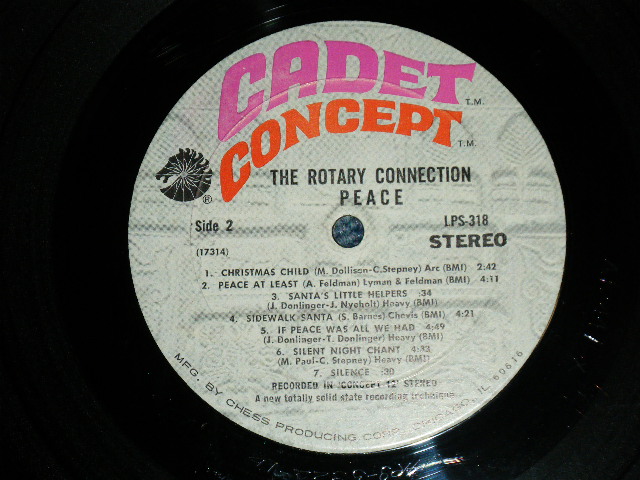 CADET T.M.
CONCEPT T.M.
®
THE ROTARY CONNECTION
PEACE
Side 2
LPS-318
STEREO
(17314)
1. CHRISTMAS CHILD (M. Dollison-C. Stepney) Arc (BMI) 2:42
2. PEACE AT LEAST (A. Feldman) Lyman & Feldman (BMI) 4:11
3. SANTA'S LITTLE HELPERS :34
(J. Donlinger-J. Nyeholt) Heavy (BMI)
4. SIDEWALK SANTA (S. Barnes) Chevis (BMI) 4:21
5. IF PEACE WAS ALL WE HAD 4:49
(J. Donlinger-T. Donlinger) Heavy (BMI)
6. SILENT NIGHT CHANT 4:33
(M. Paul-C. Stepney) Heavy (BMI)
7. SILENCE :30
RECORDED IN 'CONCEPT 12' STEREO
A new totally solid state recording technique
MFG. BY CHESS PRODUCING CORP. CHICAGO, IL. 60616